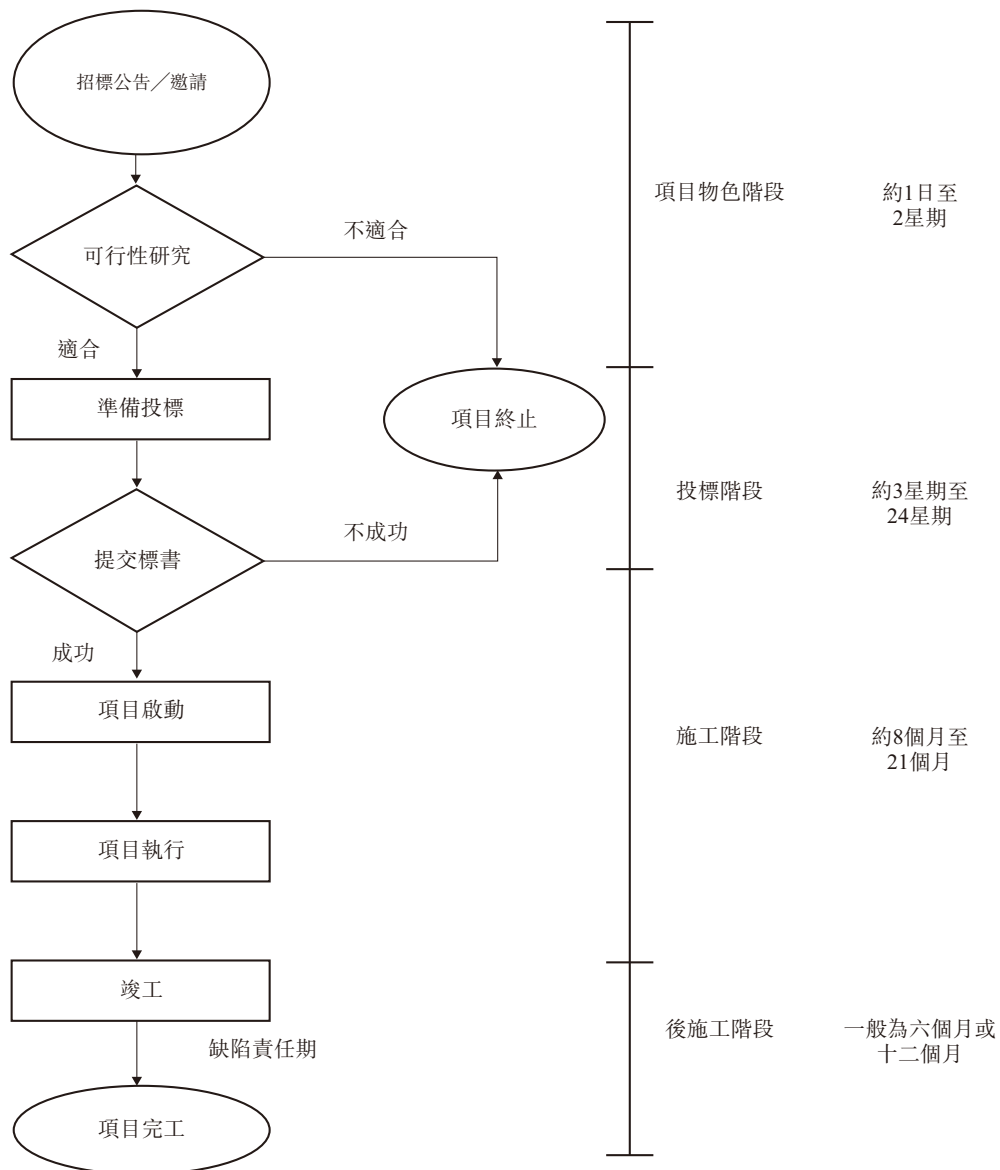 招標公告／邀請
項目物色階段
約1日至
2星期
可行性研究
不適合
適合
準備投標
項目終止
投標階段
約3星期至
24星期
提交標書
不成功
成功
項目啟動
施工階段
約8個月至
21個月
項目執行
竣工
後施工階段
一般為六個月或
十二個月
缺陷責任期
項目完工